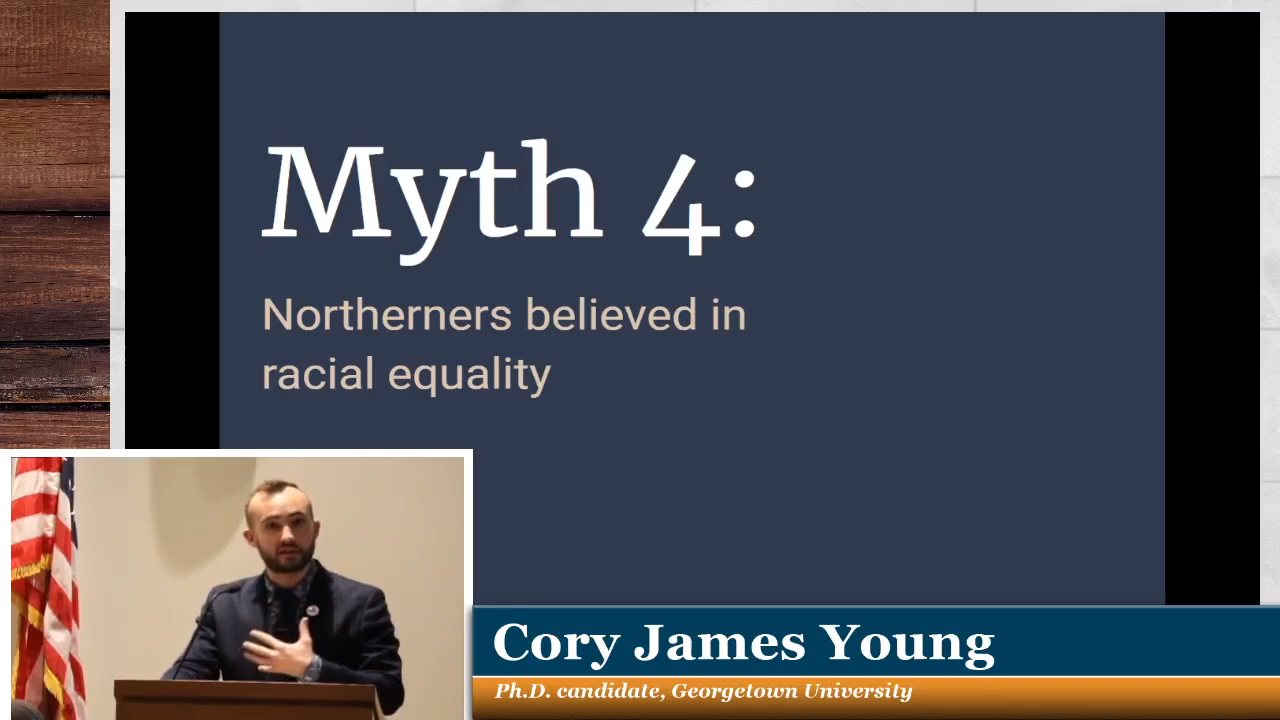 Myth 4:
Northerners believed in
racial equality
Cory James Young
Ph.D. candidate, Georgetown University